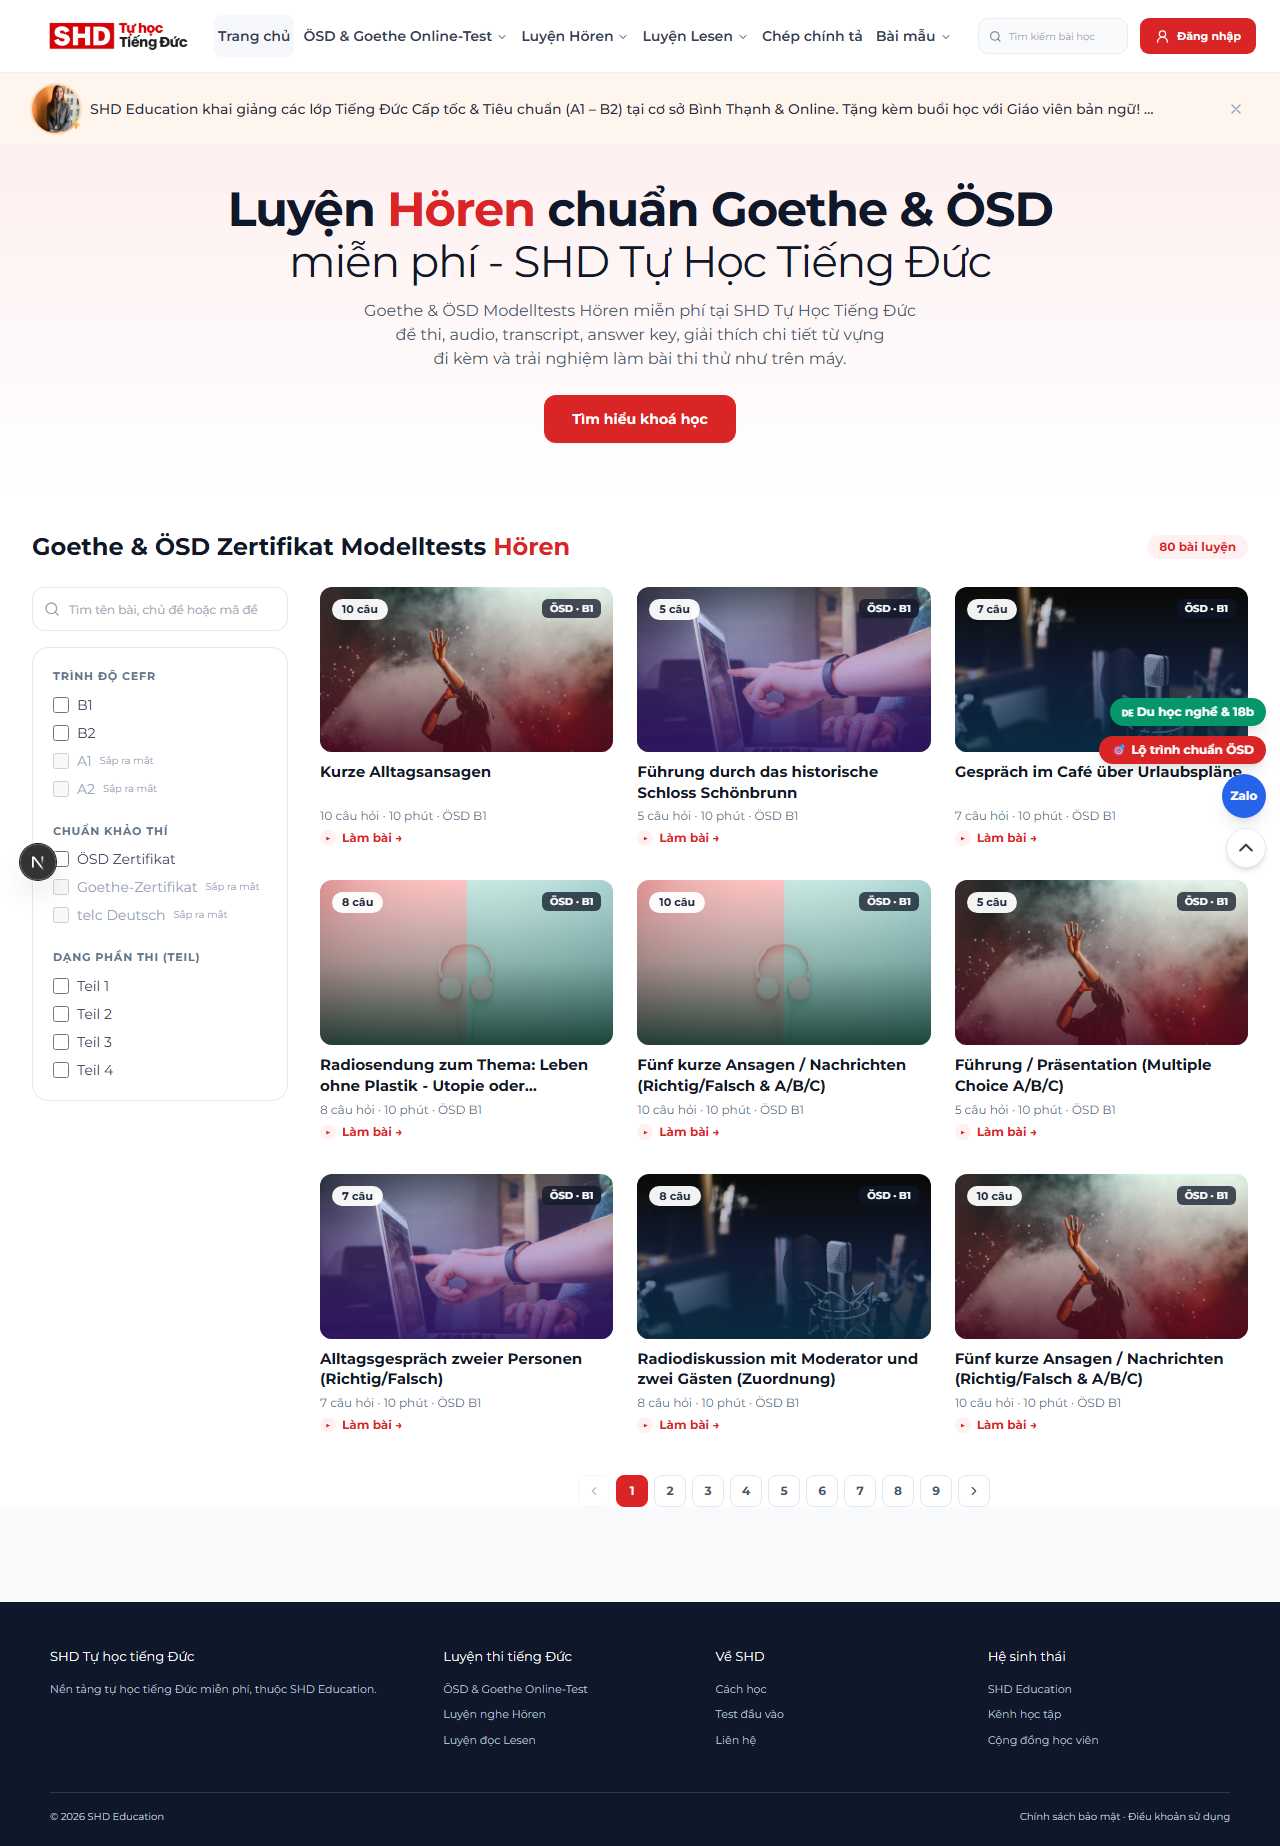 SHD Tự học
Tiếng Đức
Trang chủ
ÖSD & Goethe Online-Test
Luyện Hören
Luyện Lesen
Chép chính tả
Bài mẫu
Tìm kiếm bài học
Đăng nhập
SHD Education khai giảng các lớp Tiếng Đức Cấp tốc & Tiêu chuẩn (A1 – B2) tại cơ sở Bình Thạnh & Online. Tặng kèm buổi học với Giáo viên bản ngữ! ...
Luyện Hören chuẩn Goethe & ÖSD
miễn phí - SHD Tự Học Tiếng Đức
Goethe & ÖSD Modelltests Hören miễn phí tại SHD Tự Học Tiếng Đức
đề thi, audio, transcript, answer key, giải thích chi tiết từ vựng
đi kèm và trải nghiệm làm bài thi thử như trên máy.
Tìm hiểu khoá học
Goethe & ÖSD Zertifikat Modelltests Hören
80 bài luyện
Tìm tên bài, chủ đề hoặc mã đề
TRÌNH ĐỘ CEFR
B1
B2
A1 Sắp ra mắt
A2 Sắp ra mắt
CHUẨN KHẢO THÍ
ÖSD Zertifikat
Goethe-Zertifikat Sắp ra mắt
telc Deutsch Sắp ra mắt
DẠNG PHẦN THI (TEIL)
Teil 1
Teil 2
Teil 3
Teil 4
N
10 câu
ÖSD · B1
Kurze Alltagsansagen
10 câu hỏi · 10 phút · ÖSD B1
Làm bài →
5 câu
ÖSD · B1
Führung durch das historische
Schloss Schönbrunn
5 câu hỏi · 10 phút · ÖSD B1
Làm bài →
7 câu
ÖSD · B1
Gespräch im Café über Urlaubspläne
7 câu hỏi · 10 phút · ÖSD B1
Làm bài →
DE Du học nghề & 18b
Lộ trình chuẩn ÖSD
Zalo
8 câu
ÖSD · B1
Radiosendung zum Thema: Leben
ohne Plastik - Utopie oder...
8 câu hỏi · 10 phút · ÖSD B1
Làm bài →
10 câu
ÖSD · B1
Fünf kurze Ansagen / Nachrichten
(Richtig/Falsch & A/B/C)
10 câu hỏi · 10 phút · ÖSD B1
Làm bài →
5 câu
ÖSD · B1
Führung / Präsentation (Multiple
Choice A/B/C)
5 câu hỏi · 10 phút · ÖSD B1
Làm bài →
7 câu
ÖSD · B1
Alltagsgespräch zweier Personen
(Richtig/Falsch)
7 câu hỏi · 10 phút · ÖSD B1
Làm bài →
8 câu
ÖSD · B1
Radiodiskussion mit Moderator und
zwei Gästen (Zuordnung)
8 câu hỏi · 10 phút · ÖSD B1
Làm bài →
10 câu
ÖSD · B1
Fünf kurze Ansagen / Nachrichten
(Richtig/Falsch & A/B/C)
10 câu hỏi · 10 phút · ÖSD B1
Làm bài →
1 2 3 4 5 6 7 8 9
SHD Tự học tiếng Đức
Nền tảng tự học tiếng Đức miễn phí, thuộc SHD Education.
Luyện thi tiếng Đức
ÖSD & Goethe Online-Test
Luyện nghe Hören
Luyện đọc Lesen
Về SHD
Cách học
Test đầu vào
Liên hệ
Hệ sinh thái
SHD Education
Kênh học tập
Cộng đồng học viên
© 2026 SHD Education
Chính sách bảo mật · Điều khoản sử dụng